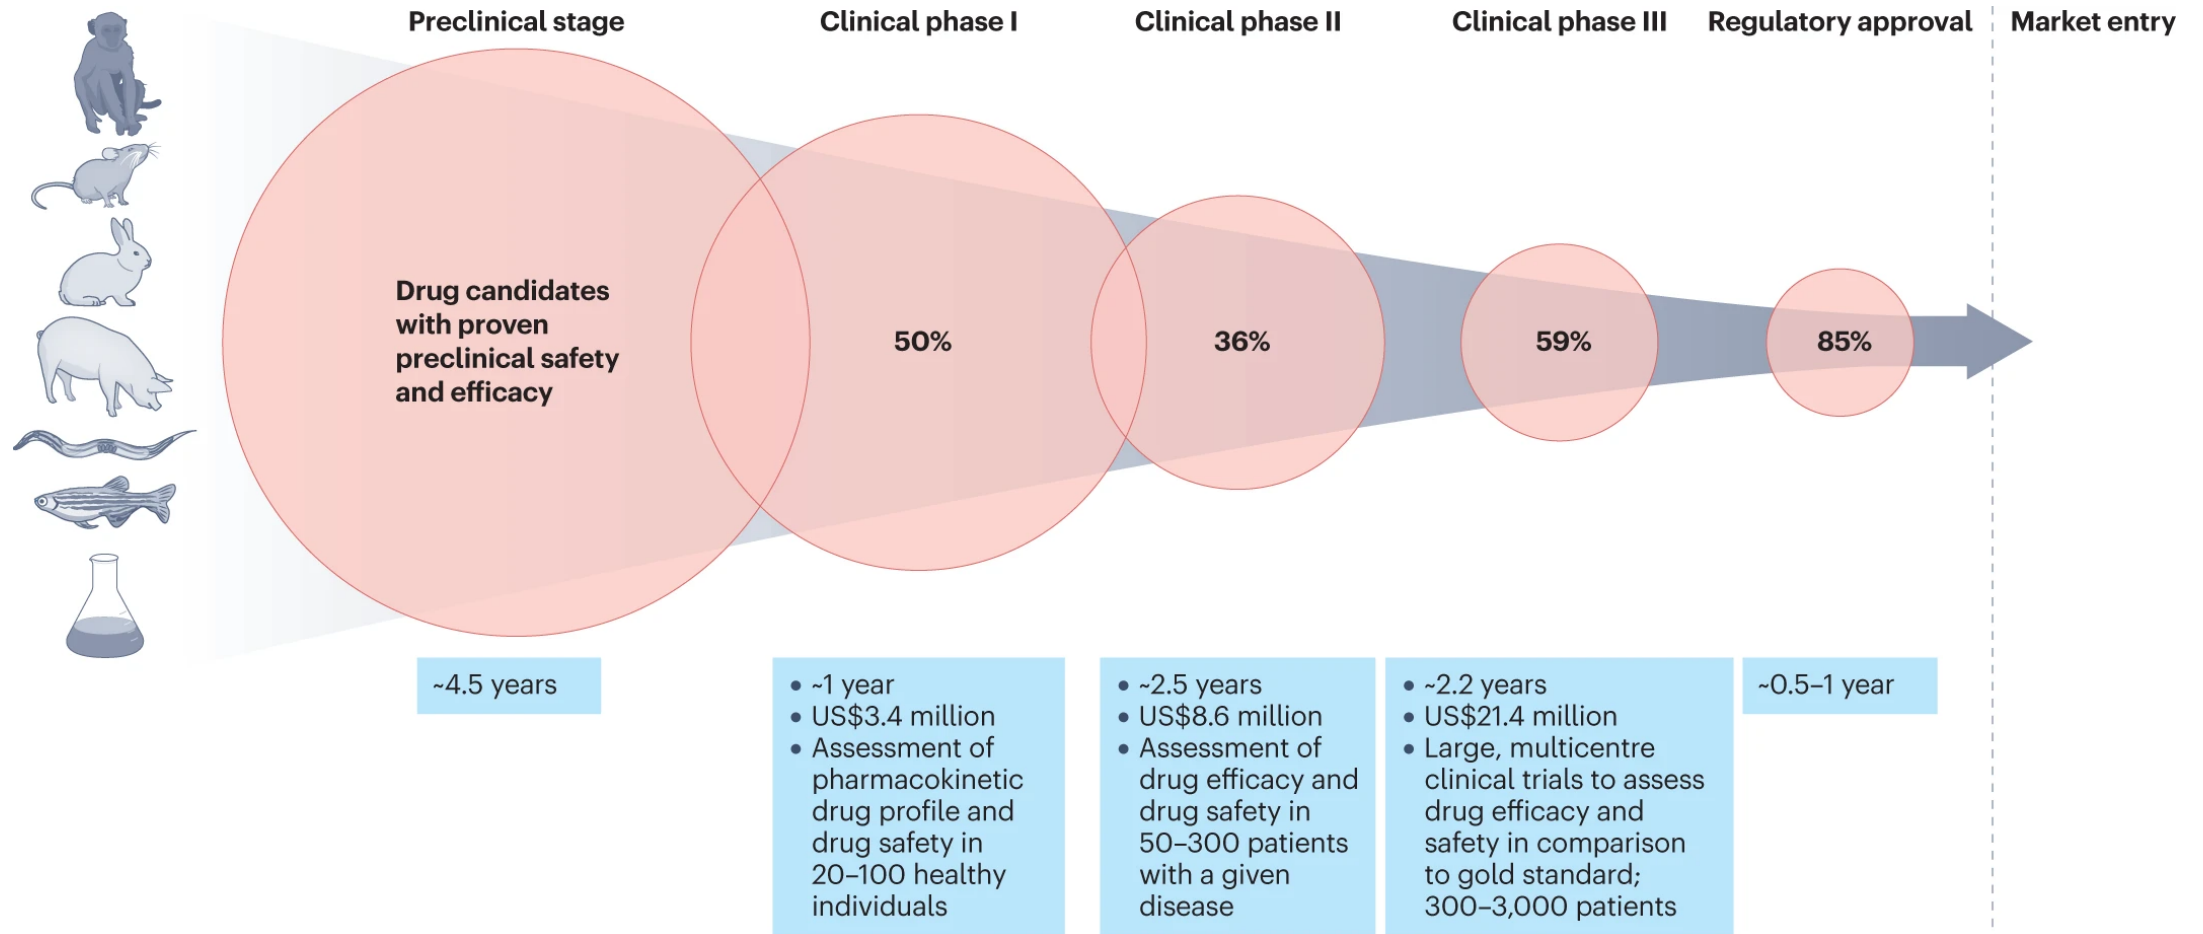 Preclinical stage
Clinical phase I
Clinical phase II
Clinical phase III
Regulatory approval
Market entry
Drug candidates
with proven
preclinical safety
and efficacy
50%
36%
59%
85%
~4.5 years
• ~1 year
• US$3.4 million
• Assessment of
pharmacokinetic
drug profile and
drug safety in
20–100 healthy
individuals
• ~2.5 years
• US$8.6 million
• Assessment of
drug efficacy and
drug safety in
50–300 patients
with a given
disease
• ~2.2 years
• US$21.4 million
• Large, multicentre
clinical trials to assess
drug efficacy and
safety in comparison
to gold standard;
300–3,000 patients
~0.5–1 year